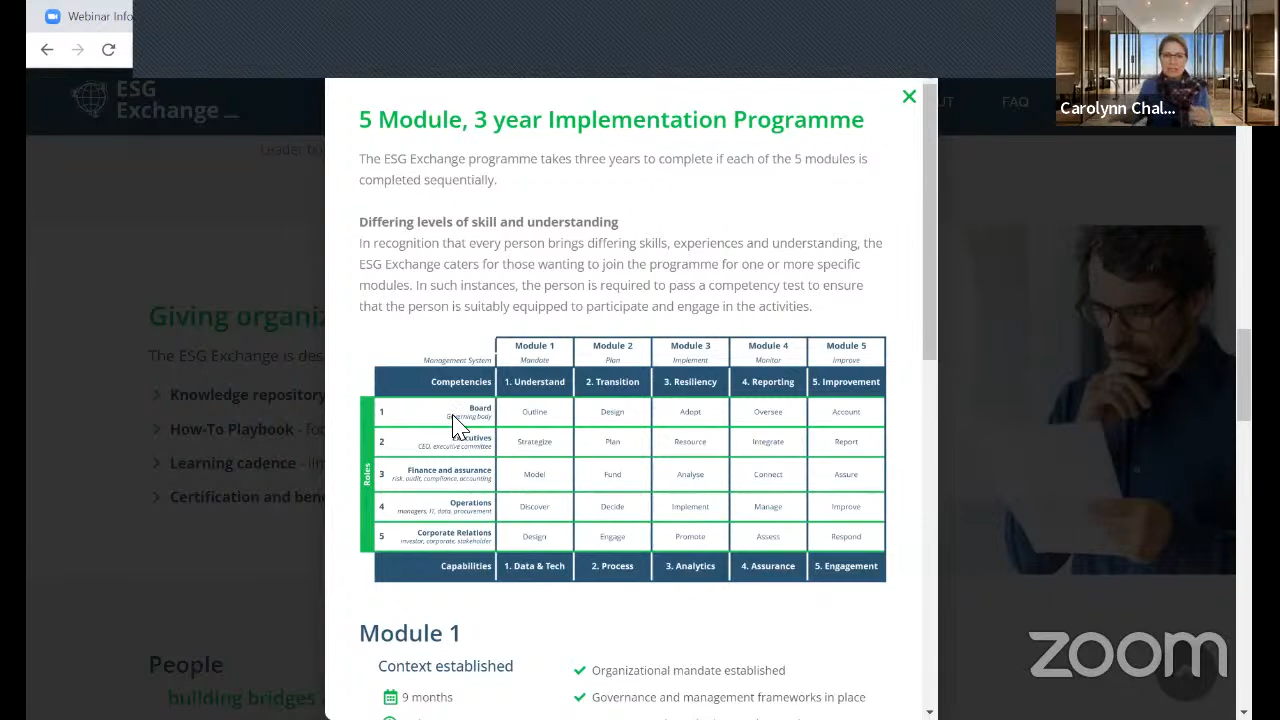 Webinar Info
ESG
Exchange
UT
FAQ
Carolynn Chal...
Leader
Giving organiz
The ESG Exchange is des
Knowledge repository
How-To Playbook - fo
Learning cadence - li
Certification and ben
People
building bridges
5 Module, 3 year Implementation Programme
The ESG Exchange programme takes three years to complete if each of the 5 modules is
completed sequentially.
Differing levels of skill and understanding
In recognition that every person brings differing skills, experiences and understanding, the
ESG Exchange caters for those wanting to join the programme for one or more specific
modules. In such instances, the person is required to pass a competency test to ensure
that the person is suitably equipped to participate and engage in the activities.
Module 1 Module 2 Module 3 Module 4 Module 5
Management System Mandate Plan Implement Monitor Improve
Competencies 1. Understand 2. Transition 3. Resiliency 4. Reporting 5. Improvement
Roles
1 Board Outline Design Adopt Oversee Account
Governing body
2 Executives Strategize Plan Resource Integrate Report
CEO, executive committee
3 Finance and assurance Model Fund Analyse Connect Assure
risk, audit, compliance, accounting
4 Operations Discover Decide Implement Manage Improve
managers, IT, data, procurement
5 Corporate Relations Design Engage Promote Assess Respond
investor, corporate, stakeholder
Capabilities 1. Data & Tech 2. Process 3. Analytics 4. Assurance 5. Engagement
Module 1
Context established
9 months
Organizational mandate established
Governance and management frameworks in place
zoom